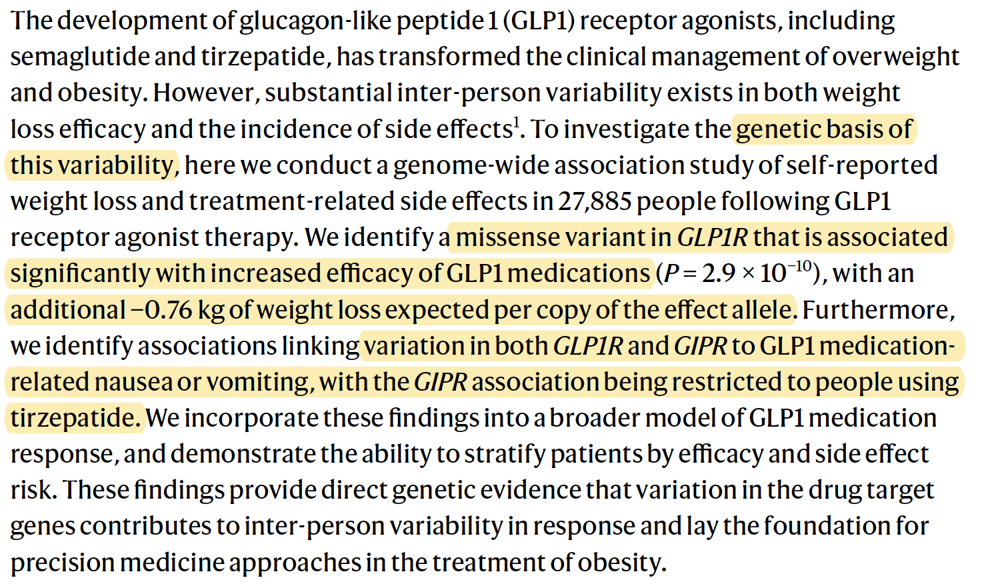 The development of glucagon-like peptide 1 (GLP1) receptor agonists, including
semaglutide and tirzepatide, has transformed the clinical management of overweight
and obesity. However, substantial inter-person variability exists in both weight
loss efficacy and the incidence of side effects¹. To investigate the genetic basis of
this variability, here we conduct a genome-wide association study of self-reported
weight loss and treatment-related side effects in 27,885 people following GLP1
receptor agonist therapy. We identify a missense variant in GLP1R that is associated
significantly with increased efficacy of GLP1 medications (P = 2.9 × 10⁻¹⁰), with an
additional −0.76 kg of weight loss expected per copy of the effect allele. Furthermore,
we identify associations linking variation in both GLP1R and GIPR to GLP1 medication-
related nausea or vomiting, with the GIPR association being restricted to people using
tirzepatide. We incorporate these findings into a broader model of GLP1 medication
response, and demonstrate the ability to stratify patients by efficacy and side effect
risk. These findings provide direct genetic evidence that variation in the drug target
genes contributes to inter-person variability in response and lay the foundation for
precision medicine approaches in the treatment of obesity.